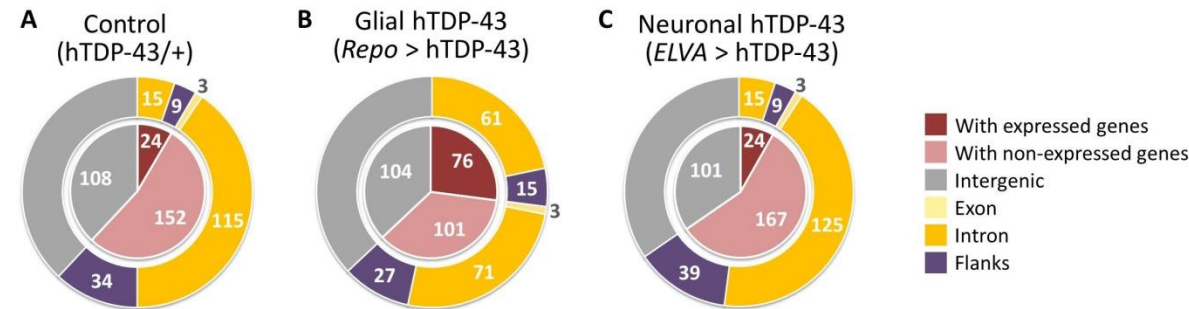 A
Control
(hTDP-43/+)
15
9
3
24
108
152
115
34
B
Glial hTDP-43
(Repo > hTDP-43)
61
76
104
15
3
101
71
27
C
Neuronal hTDP-43
(ELVA > hTDP-43)
15
9
3
24
101
167
125
39
With expressed genes
With non-expressed genes
Intergenic
Exon
Intron
Flanks